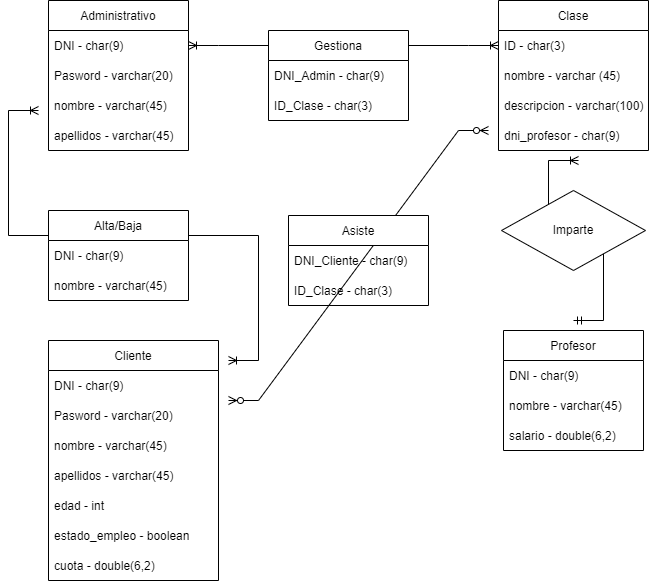 Administrativo
DNI - char(9)
Pasword - varchar(20)
nombre - varchar(45)
apellidos - varchar(45)
Gestiona
DNI_Admin - char(9)
ID_Clase - char(3)
Clase
ID - char(3)
nombre - varchar (45)
descripcion - varchar(100)
dni_profesor - char(9)
Alta/Baja
DNI - char(9)
nombre - varchar(45)
Asiste
DNI_Cliente - char(9)
ID_Clase - char(3)
Imparte
Cliente
DNI - char(9)
Pasword - varchar(20)
nombre - varchar(45)
apellidos - varchar(45)
edad - int
estado_empleo - boolean
cuota - double(6,2)
Profesor
DNI - char(9)
nombre - varchar(45)
salario - double(6,2)